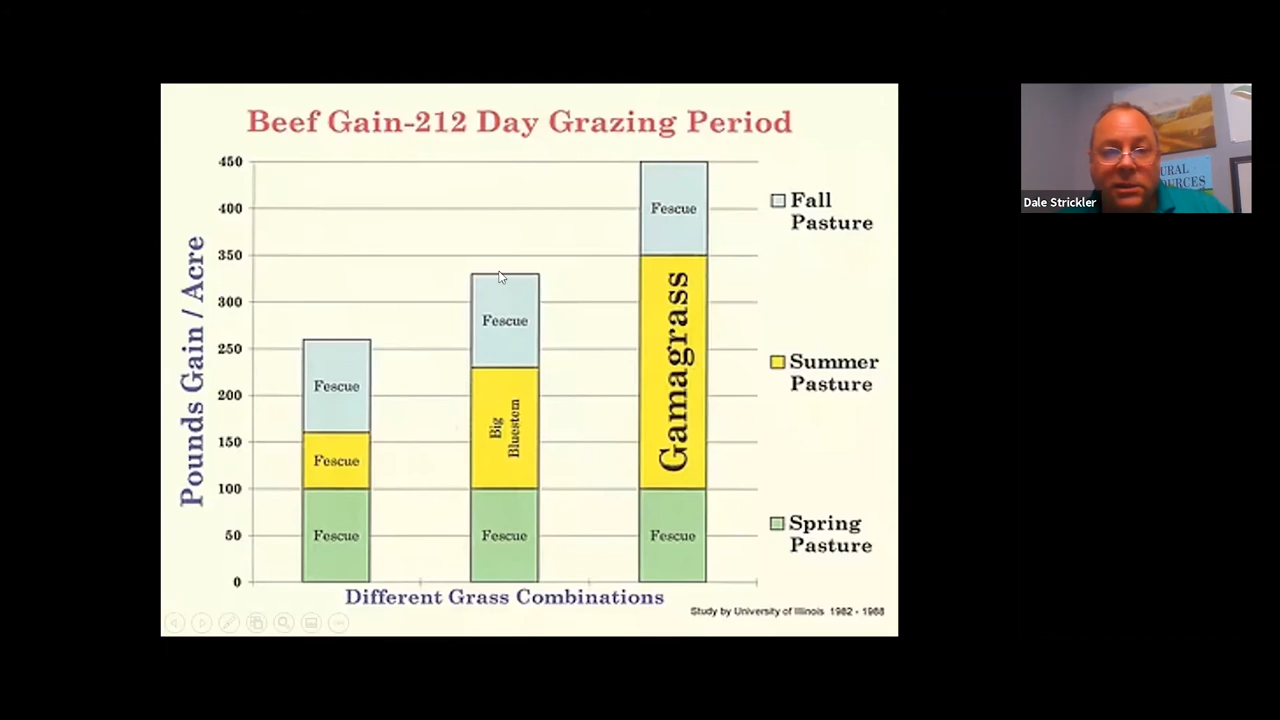 Beef Gain-212 Day Grazing Period
Pounds Gain / Acre
450
400
350
300
250
200
150
100
50
0
Fescue
Fescue
Fescue
Fescue
Big
Bluestem
Fescue
Fescue
Gamagrass
Fescue
Fall
Pasture
Summer
Pasture
Spring
Pasture
Different Grass Combinations
Study by University of Illinois 1982 - 1988
URAL
OURCES
Dale Strickler